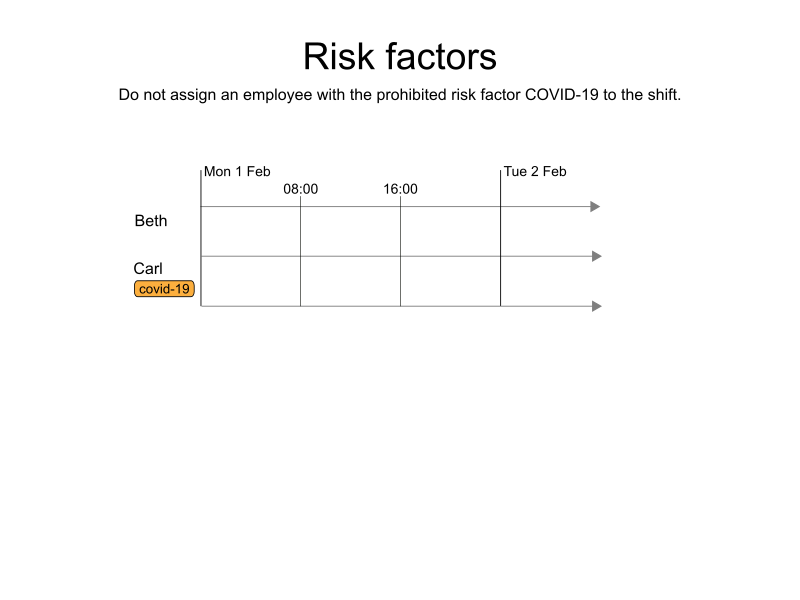 Risk factors
Do not assign an employee with the prohibited risk factor COVID-19 to the shift.
Mon 1 Feb
Tue 2 Feb
08:00
16:00
Beth
Carl
covid-19